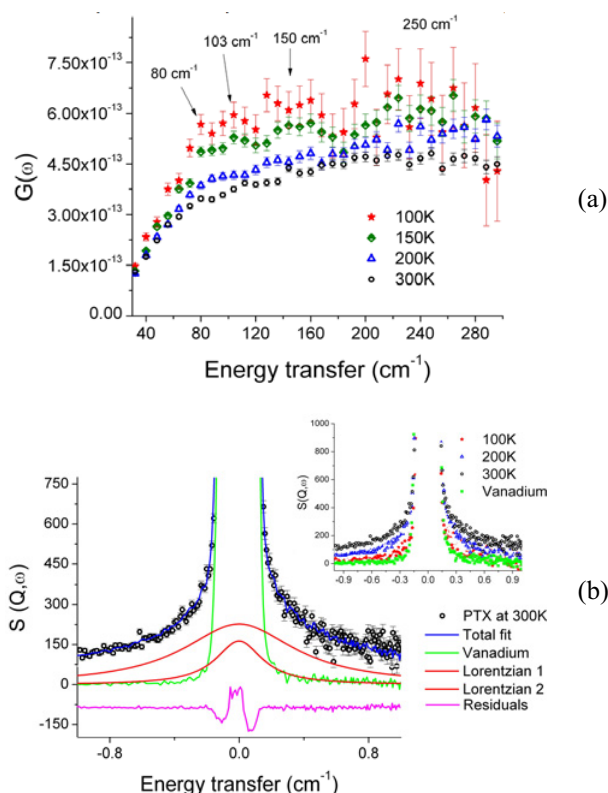 80 cm⁻¹
103 cm⁻¹
150 cm⁻¹
250 cm⁻¹
7.50x10⁻¹³
6.00x10⁻¹³
4.50x10⁻¹³
3.00x10⁻¹³
1.50x10⁻¹³
0.00
G(ω)
100K
150K
200K
300K
(a)
40 80 120 160 200 240 280
Energy transfer (cm⁻¹)
1000
800
600
400
200
0
S(Q,ω)
100K
200K
300K
Vanadium
-0.9 -0.6 -0.3 0.0 0.3 0.6 0.9
750
600
450
300
150
0
-150
S (Q,ω)
PTX at 300K
Total fit
Vanadium
Lorentzian 1
Lorentzian 2
Residuals
(b)
-0.8 0.0 0.8
Energy transfer (cm⁻¹)